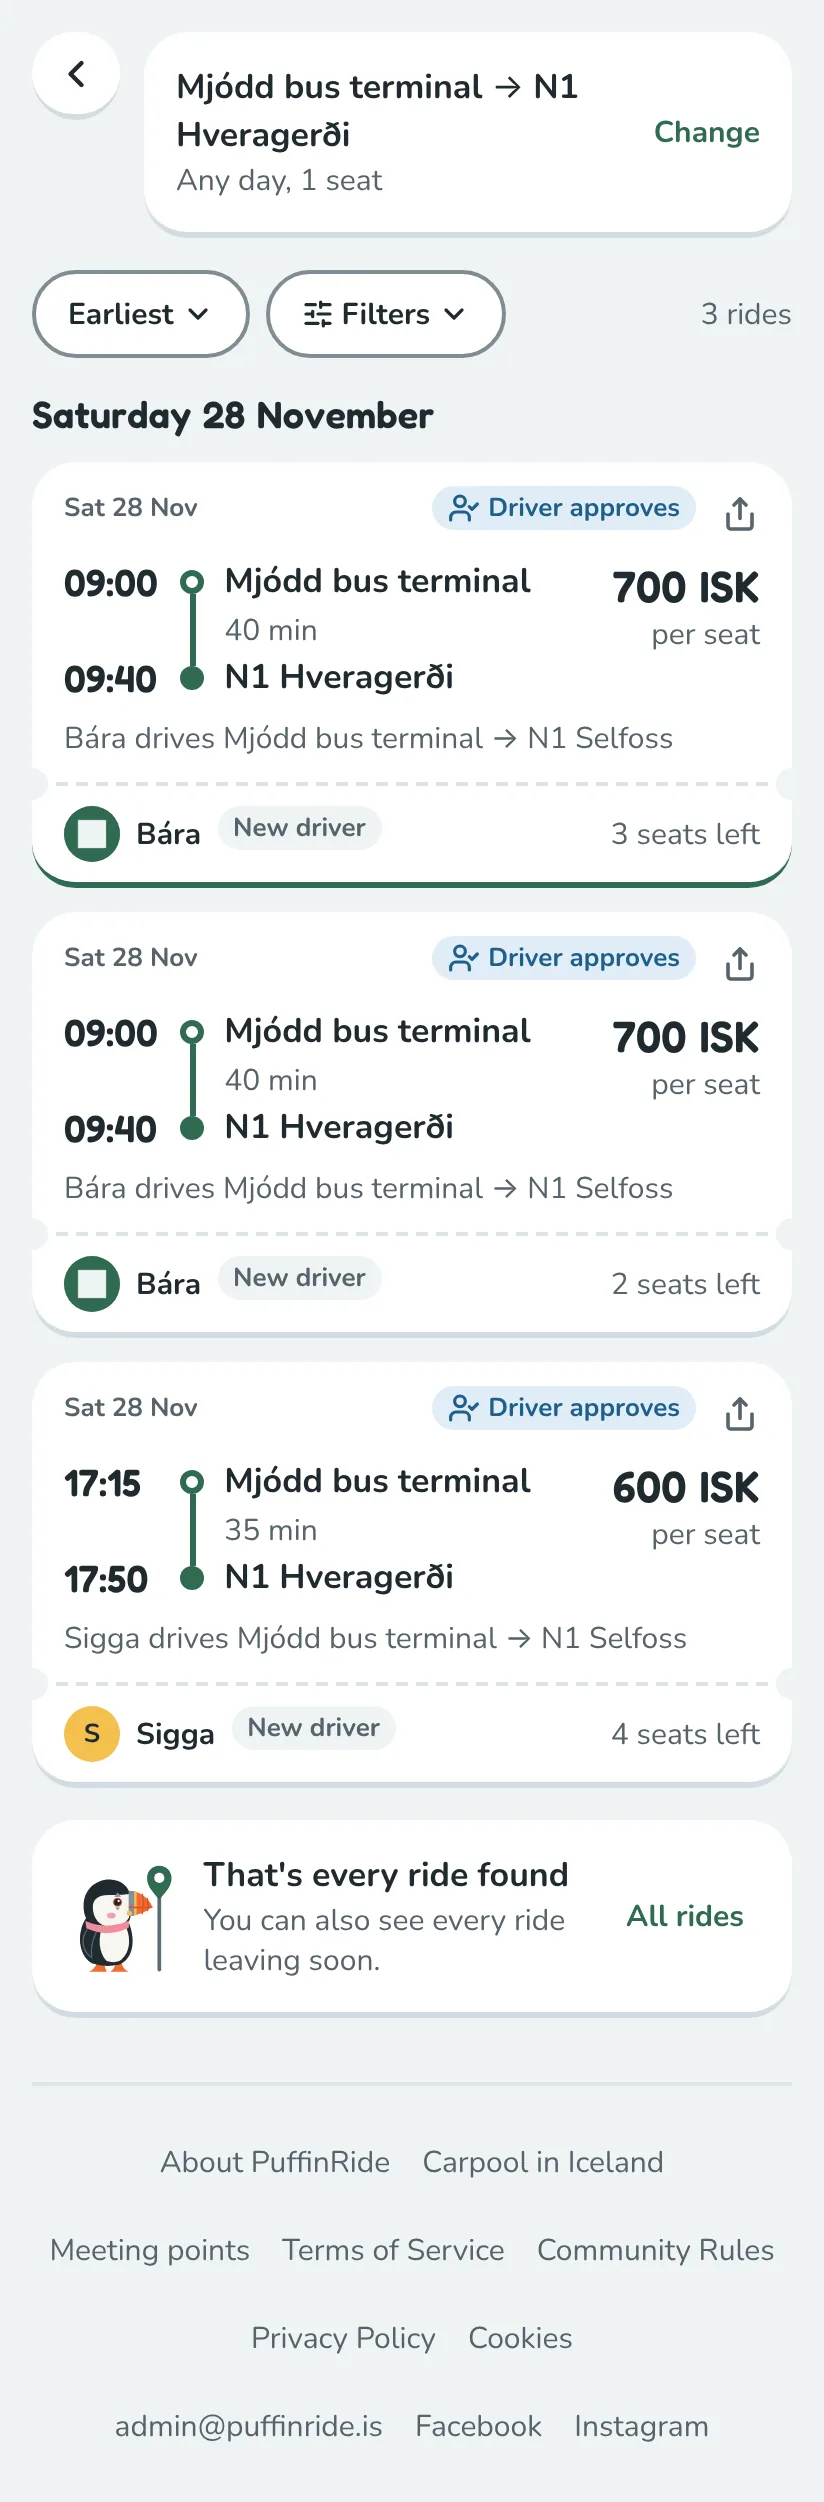 Mjódd bus terminal → N1
Hveragerði
Any day, 1 seat
Change
Earliest
Filters
3 rides
Saturday 28 November
Sat 28 Nov
Driver approves
09:00
Mjódd bus terminal
700 ISK
40 min
per seat
09:40
N1 Hveragerði
Bára drives Mjódd bus terminal → N1 Selfoss
Bára
New driver
3 seats left
Sat 28 Nov
Driver approves
09:00
Mjódd bus terminal
700 ISK
40 min
per seat
09:40
N1 Hveragerði
Bára drives Mjódd bus terminal → N1 Selfoss
Bára
New driver
2 seats left
Sat 28 Nov
Driver approves
17:15
Mjódd bus terminal
600 ISK
35 min
per seat
17:50
N1 Hveragerði
Sigga drives Mjódd bus terminal → N1 Selfoss
S
Sigga
New driver
4 seats left
That's every ride found
You can also see every ride
leaving soon.
All rides
About PuffinRide
Carpool in Iceland
Meeting points
Terms of Service
Community Rules
Privacy Policy
Cookies
admin@puffinride.is
Facebook
Instagram